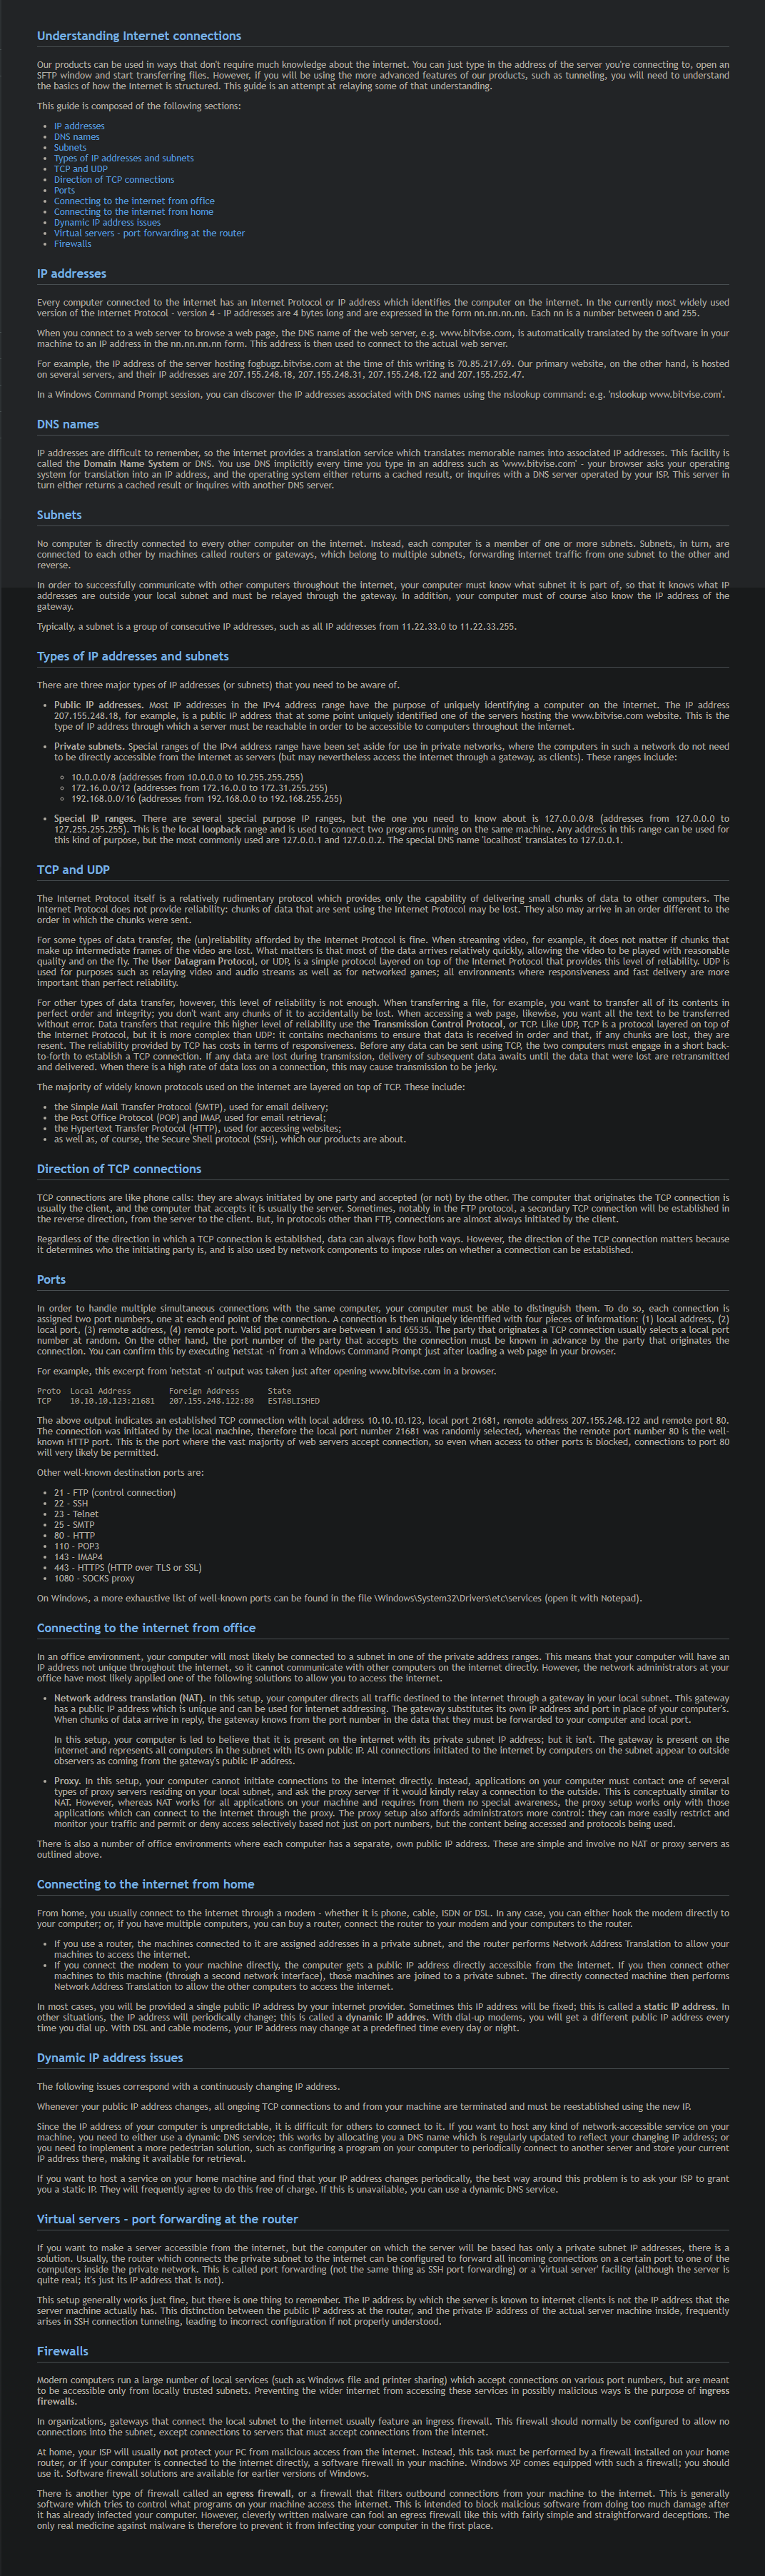 Understanding Internet connections
Our products can be used in ways that don't require much knowledge about the internet. You can just type in the address of the server you're connecting to, open an
SFTP window and start transferring files. However, if you will be using the more advanced features of our products, such as tunneling, you will need to understand
the basics of how the Internet is structured. This guide is an attempt at relaying some of that understanding.
This guide is composed of the following sections:
• IP addresses
• DNS names
• Subnets
• Types of IP addresses and subnets
• TCP and UDP
• Direction of TCP connections
• Ports
• Connecting to the internet from office
• Connecting to the internet from home
• Dynamic IP address issues
• Virtual servers - port forwarding at the router
• Firewalls
IP addresses
Every computer connected to the internet has an Internet Protocol or IP address which identifies the computer on the internet. In the currently most widely used
version of the Internet Protocol - version 4 - IP addresses are 4 bytes long and are expressed in the form nn.nn.nn.nn. Each nn is a number between 0 and 255.
When you connect to a web server to browse a web page, the DNS name of the web server, e.g. www.bitvise.com, is automatically translated by the software in your
machine to an IP address in the nn.nn.nn.nn form. This address is then used to connect to the actual web server.
For example, the IP address of the server hosting fogbugz.bitvise.com at the time of this writing is 70.85.217.69. Our primary website, on the other hand, is hosted
on several servers, and their IP addresses are 207.155.248.18, 207.155.248.31, 207.155.248.122 and 207.155.252.47.
In a Windows Command Prompt session, you can discover the IP addresses associated with DNS names using the nslookup command: e.g. 'nslookup www.bitvise.com'.
DNS names
IP addresses are difficult to remember, so the internet provides a translation service which translates memorable names into associated IP addresses. This facility is
called the Domain Name System or DNS. You use DNS implicitly every time you type in an address such as 'www.bitvise.com' - your browser asks your operating
system for translation into an IP address, and the operating system either returns a cached result, or inquires with a DNS server operated by your ISP. This server in
turn either returns a cached result or inquires with another DNS server.
Subnets
No computer is directly connected to every other computer on the internet. Instead, each computer is a member of one or more subnets. Subnets, in turn, are
connected to each other by machines called routers or gateways, which belong to multiple subnets, forwarding internet traffic from one subnet to the other and
reverse.
In order to successfully communicate with other computers throughout the internet, your computer must know what subnet it is part of, so that it knows what IP
addresses are outside your local subnet and must be relayed through the gateway. In addition, your computer must of course also know the IP address of the
gateway.
Typically, a subnet is a group of consecutive IP addresses, such as all IP addresses from 11.22.33.0 to 11.22.33.255.
Types of IP addresses and subnets
There are three major types of IP addresses (or subnets) that you need to be aware of.
• Public IP addresses. Most IP addresses in the IPv4 address range have the purpose of uniquely identifying a computer on the internet. The IP address
207.155.248.18, for example, is a public IP address that at some point uniquely identified one of the servers hosting the www.bitvise.com website. This is the
type of IP address through which a server must be reachable in order to be accessible to computers throughout the internet.
• Private subnets. Special ranges of the IPv4 address range have been set aside for use in private networks, where the computers in such a network do not need
to be directly accessible from the internet as servers (but may nevertheless access the internet through a gateway, as clients). These ranges include:
◦ 10.0.0.0/8 (addresses from 10.0.0.0 to 10.255.255.255)
◦ 172.16.0.0/12 (addresses from 172.16.0.0 to 172.31.255.255)
◦ 192.168.0.0/16 (addresses from 192.168.0.0 to 192.168.255.255)
• Special IP ranges. There are several special purpose IP ranges, but the one you need to know about is 127.0.0.0/8 (addresses from 127.0.0.0 to
127.255.255.255). This is the local loopback range and is used to connect two programs running on the same machine. Any address in this range can be used for
this kind of purpose, but the most commonly used are 127.0.0.1 and 127.0.0.2. The special DNS name 'localhost' translates to 127.0.0.1.
TCP and UDP
The Internet Protocol itself is a relatively rudimentary protocol which provides only the capability of delivering small chunks of data to other computers. The
Internet Protocol does not provide reliability: chunks of data that are sent using the Internet Protocol may be lost. They also may arrive in an order different to the
order in which the chunks were sent.
For some types of data transfer, the (un)reliability afforded by the Internet Protocol is fine. When streaming video, for example, it does not matter if chunks that
make up intermediate frames of the video are lost. What matters is that most of the data arrives relatively quickly, allowing the video to be played with reasonable
quality and on the fly. The User Datagram Protocol, or UDP, is a simple protocol layered on top of the Internet Protocol that provides this level of reliability. UDP is
used for purposes such as relaying video and audio streams as well as for networked games; all environments where responsiveness and fast delivery are more
important than perfect reliability.
For other types of data transfer, however, this level of reliability is not enough. When transferring a file, for example, you want to transfer all of its contents in
perfect order and integrity; you don't want any chunks of it to accidentally be lost. When accessing a web page, likewise, you want all the text to be transferred
without error. Data transfers that require this higher level of reliability use the Transmission Control Protocol, or TCP. Like UDP, TCP is a protocol layered on top of
the Internet Protocol, but it is more complex than UDP: it contains mechanisms to ensure that data is received in order and that, if any chunks are lost, they are
resent. The reliability provided by TCP has costs in terms of responsiveness. Before any data can be sent using TCP, the two computers must engage in a short back-
to-forth to establish a TCP connection. If any data are lost during transmission, delivery of subsequent data awaits until the data that were lost are retransmitted
and delivered. When there is a high rate of data loss on a connection, this may cause transmission to be jerky.
The majority of widely known protocols used on the internet are layered on top of TCP. These include:
• the Simple Mail Transfer Protocol (SMTP), used for email delivery;
• the Post Office Protocol (POP) and IMAP, used for email retrieval;
• the Hypertext Transfer Protocol (HTTP), used for accessing websites;
• as well as, of course, the Secure Shell protocol (SSH), which our products are about.
Direction of TCP connections
TCP connections are like phone calls: they are always initiated by one party and accepted (or not) by the other. The computer that originates the TCP connection is
usually the client, and the computer that accepts it is usually the server. Sometimes, notably in the FTP protocol, a secondary TCP connection will be established in
the reverse direction, from the server to the client. But, in protocols other than FTP, connections are almost always initiated by the client.
Regardless of the direction in which a TCP connection is established, data can always flow both ways. However, the direction of the TCP connection matters because
it determines who the initiating party is, and is also used by network components to impose rules on whether a connection can be established.
Ports
In order to handle multiple simultaneous connections with the same computer, your computer must be able to distinguish them. To do so, each connection is
assigned two port numbers, one at each end point of the connection. A connection is then uniquely identified with four pieces of information: (1) local address, (2)
local port, (3) remote address, (4) remote port. Valid port numbers are between 1 and 65535. The party that originates a TCP connection usually selects a local port
number at random. On the other hand, the port number of the party that accepts the connection must be known in advance by the party that originates the
connection. You can confirm this by executing 'netstat -n' from a Windows Command Prompt just after loading a web page in your browser.
For example, this excerpt from 'netstat -n' output was taken just after opening www.bitvise.com in a browser.
Proto  Local Address        Foreign Address      State
TCP    10.10.10.123:21681   207.155.248.122:80   ESTABLISHED
The above output indicates an established TCP connection with local address 10.10.10.123, local port 21681, remote address 207.155.248.122 and remote port 80.
The connection was initiated by the local machine, therefore the local port number 21681 was randomly selected, whereas the remote port number 80 is the well-
known HTTP port. This is the port where the vast majority of web servers accept connection, so even when access to other ports is blocked, connections to port 80
will very likely be permitted.
Other well-known destination ports are:
• 21 - FTP (control connection)
• 22 - SSH
• 23 - Telnet
• 25 - SMTP
• 80 - HTTP
• 110 - POP3
• 143 - IMAP4
• 443 - HTTPS (HTTP over TLS or SSL)
• 1080 - SOCKS proxy
On Windows, a more exhaustive list of well-known ports can be found in the file \Windows\System32\Drivers\etc\services (open it with Notepad).
Connecting to the internet from office
In an office environment, your computer will most likely be connected to a subnet in one of the private address ranges. This means that your computer will have an
IP address not unique throughout the internet, so it cannot communicate with other computers on the internet directly. However, the network administrators at your
office have most likely applied one of the following solutions to allow you to access the internet.
• Network address translation (NAT). In this setup, your computer directs all traffic destined to the internet through a gateway in your local subnet. This gateway
has a public IP address which is unique and can be used for internet addressing. The gateway substitutes its own IP address and port in place of your computer's.
When chunks of data arrive in reply, the gateway knows from the port number in the data that they must be forwarded to your computer and local port.
In this setup, your computer is led to believe that it is present on the internet with its private subnet IP address; but it isn't. The gateway is present on the
internet and represents all computers in the subnet with its own public IP. All connections initiated to the internet by computers on the subnet appear to outside
observers as coming from the gateway's public IP address.
• Proxy. In this setup, your computer cannot initiate connections to the internet directly. Instead, applications on your computer must contact one of several
types of proxy servers residing on your local subnet, and ask the proxy server if it would kindly relay a connection to the outside. This is conceptually similar to
NAT. However, whereas NAT works for all applications on your machine and requires from them no special awareness, the proxy setup works only with those
applications which can connect to the internet through the proxy. The proxy setup also affords administrators more control: they can more easily restrict and
monitor your traffic and permit or deny access selectively based not just on port numbers, but the content being accessed and protocols being used.
There is also a number of office environments where each computer has a separate, own public IP address. These are simple and involve no NAT or proxy servers as
outlined above.
Connecting to the internet from home
From home, you usually connect to the internet through a modem - whether it is phone, cable, ISDN or DSL. In any case, you can either hook the modem directly to
your computer; or, if you have multiple computers, you can buy a router, connect the router to your modem and your computers to the router.
• If you use a router, the machines connected to it are assigned addresses in a private subnet, and the router performs Network Address Translation to allow your
machines to access the internet.
• If you connect the modem to your machine directly, the computer gets a public IP address directly accessible from the internet. If you then connect other
machines to this machine (through a second network interface), those machines are joined to a private subnet. The directly connected machine then performs
Network Address Translation to allow the other computers to access the internet.
In most cases, you will be provided a single public IP address by your internet provider. Sometimes this IP address will be fixed; this is called a static IP address. In
other situations, the IP address will periodically change; this is called a dynamic IP addres. With dial-up modems, you will get a different public IP address every
time you dial up. With DSL and cable modems, your IP address may change at a predefined time every day or night.
Dynamic IP address issues
The following issues correspond with a continuously changing IP address.
Whenever your public IP address changes, all ongoing TCP connections to and from your machine are terminated and must be reestablished using the new IP.
Since the IP address of your computer is unpredictable, it is difficult for others to connect to it. If you want to host any kind of network-accessible service on your
machine, you need to either use a dynamic DNS service; this works by allocating you a DNS name which is regularly updated to reflect your changing IP address; or
you need to implement a more pedestrian solution, such as configuring a program on your computer to periodically connect to another server and store your current
IP address there, making it available for retrieval.
If you want to host a service on your home machine and find that your IP address changes periodically, the best way around this problem is to ask your ISP to grant
you a static IP. They will frequently agree to do this free of charge. If this is unavailable, you can use a dynamic DNS service.
Virtual servers - port forwarding at the router
If you want to make a server accessible from the internet, but the computer on which the server will be based has only a private subnet IP addresses, there is a
solution. Usually, the router which connects the private subnet to the internet can be configured to forward all incoming connections on a certain port to one of the
computers inside the private network. This is called port forwarding (not the same thing as SSH port forwarding) or a 'virtual server' facility (although the server is
quite real; it's just its IP address that is not).
This setup generally works just fine, but there is one thing to remember. The IP address by which the server is known to internet clients is not the IP address that the
server machine actually has. This distinction between the public IP address at the router, and the private IP address of the actual server machine inside, frequently
arises in SSH connection tunneling, leading to incorrect configuration if not properly understood.
Firewalls
Modern computers run a large number of local services (such as Windows file and printer sharing) which accept connections on various port numbers, but are meant
to be accessible only from locally trusted subnets. Preventing the wider internet from accessing these services in possibly malicious ways is the purpose of ingress
firewalls.
In organizations, gateways that connect the local subnet to the internet usually feature an ingress firewall. This firewall should normally be configured to allow no
connections into the subnet, except connections to servers that must accept connections from the internet.
At home, your ISP will usually not protect your PC from malicious access from the internet. Instead, this task must be performed by a firewall installed on your home
router, or if your computer is connected to the internet directly, a software firewall in your machine. Windows XP comes equipped with such a firewall; you should
use it. Software firewall solutions are available for earlier versions of Windows.
There is another type of firewall called an egress firewall, or a firewall that filters outbound connections from your machine to the internet. This is generally
software which tries to control what programs on your machine access the internet. This is intended to block malicious software from doing too much damage after
it has already infected your computer. However, cleverly written malware can fool an egress firewall like this with fairly simple and straightforward deceptions. The
only real medicine against malware is therefore to prevent it from infecting your computer in the first place.